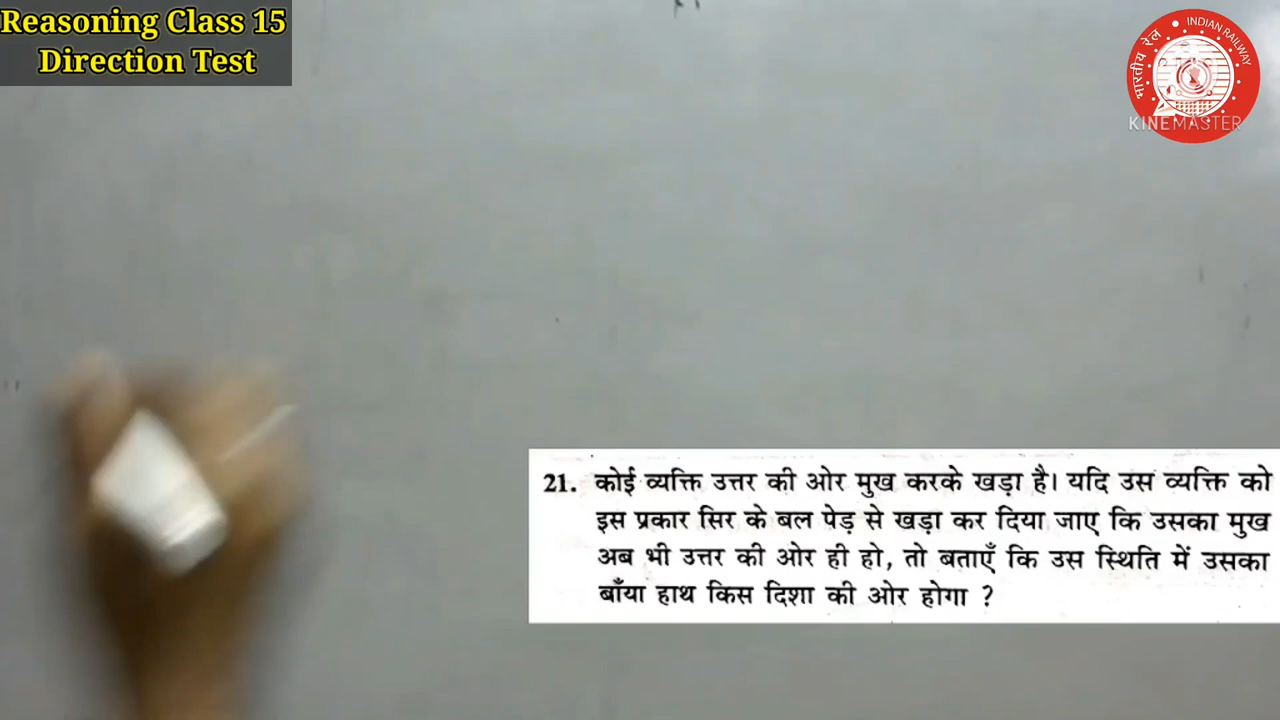 Reasoning Class 15
Direction Test
भारतीय रेल
INDIAN RAILWAY
KINEMASTER
21. कोई व्यक्ति उत्तर की ओर मुख करके खड़ा है। यदि उस व्यक्ति को
इस प्रकार सिर के बल पेड़ से खड़ा कर दिया जाए कि उसका मुख
अब भी उत्तर की ओर ही हो, तो बताएँ कि उस स्थिति में उसका
बाँया हाथ किस दिशा की ओर होगा ?